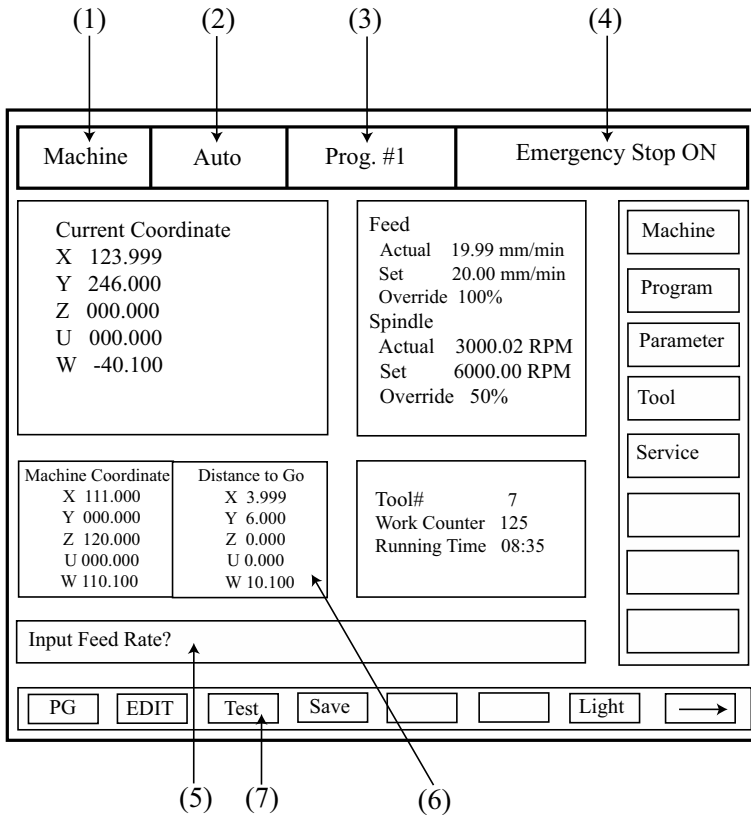 (1) (2) (3) (4)
Machine Auto Prog. #1 Emergency Stop ON
Current Coordinate
X 123.999
Y 246.000
Z 000.000
U 000.000
W -40.100
Feed
Actual 19.99 mm/min
Set 20.00 mm/min
Override 100%
Spindle
Actual 3000.02 RPM
Set 6000.00 RPM
Override 50%
Machine
Program
Parameter
Tool
Service
Machine Coordinate
X 111.000
Y 000.000
Z 120.000
U 000.000
W 110.100
Distance to Go
X 3.999
Y 6.000
Z 0.000
U 0.000
W 10.100
Tool# 7
Work Counter 125
Running Time 08:35
Input Feed Rate?
PG EDIT Test Save Light
(5) (7) (6)